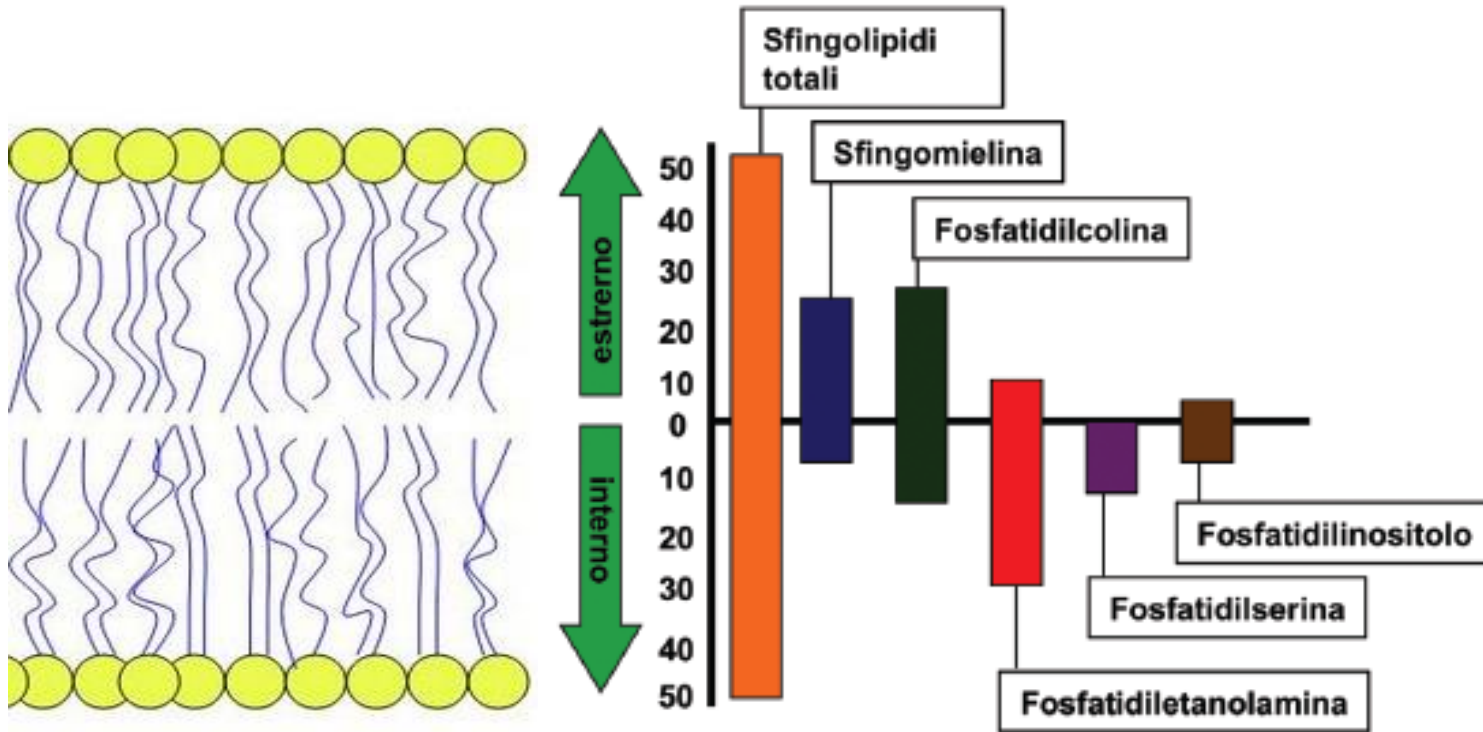 Sfingolipidi
totali
Sfingomielina
Fosfatidilcolina
estrerno
interno
50
40
30
20
10
0
10
20
30
40
50
Fosfatidilinositolo
Fosfatidilserina
Fosfatidiletanolamina